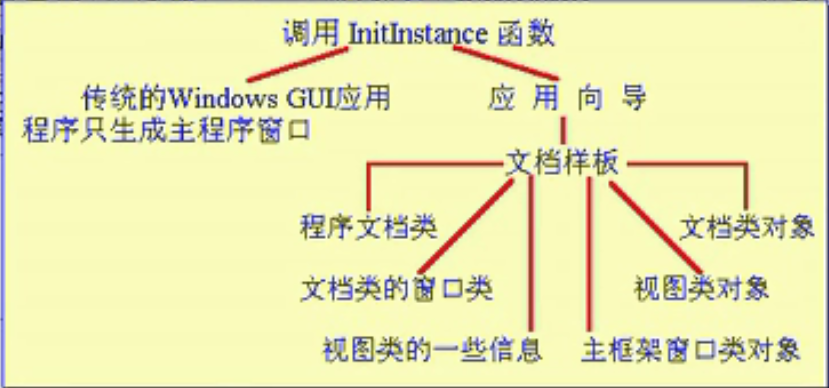 调用 InitInstance 函数
传统的Windows GUI应用
程序只生成主程序窗口
应 用 向 导
文档样板
程序文档类
文档类对象
文档类的窗口类
视图类对象
视图类的一些信息
主框架窗口类对象